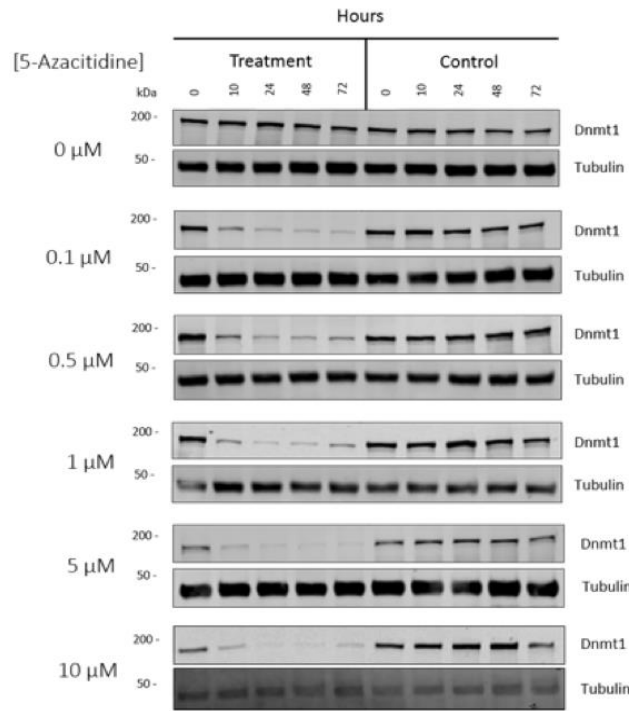 Hours
[5-Azacitidine] Treatment Control
kDa 0 10 24 48 72 0 10 24 48 72
200 - Dnmt1
0 µM
50 - Tubulin
200 - Dnmt1
0.1 µM
50 - Tubulin
200 - Dnmt1
0.5 µM
50 - Tubulin
200 - Dnmt1
1 µM
50 - Tubulin
200 - Dnmt1
5 µM
50 - Tubulin
200 - Dnmt1
10 µM
50 - Tubulin